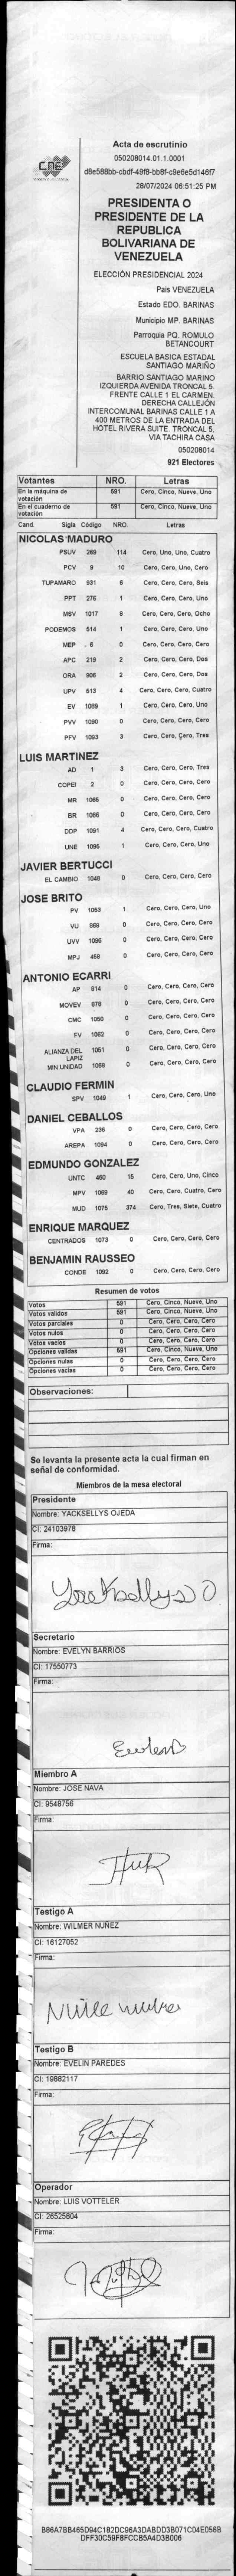 CNE
Acta de escrutinio
050208014.01.1.0001
d8e588bb-cbdf-49f8-bb8f-c9e6e5d146f7
28/07/2024 06:51:25 PM
PRESIDENTA O
PRESIDENTE DE LA
REPUBLICA
BOLIVARIANA DE
VENEZUELA
ELECCIÓN PRESIDENCIAL 2024
Pais VENEZUELA
Estado EDO. BARINAS
Municipio MP. BARINAS
Parroquia PQ. ROMULO
BETANCOURT
ESCUELA BASICA ESTADAL
SANTIAGO MARIÑO
BARRIO SANTIAGO MARINO
IZQUIERDA AVENIDA TRONCAL 5.
FRENTE CALLE 1 EL CARMEN.
DERECHA CALLEJÓN
INTERCOMUNAL BARINAS CALLE 1 A
400 METROS DE LA ENTRADA DEL
HOTEL RIVERA SUITE. TRONCAL 5,
VIA TACHIRA CASA
050208014
921 Electores
Votantes NRO. Letras
En la máquina de votación 591 Cero, Cinco, Nueve, Uno
En el cuaderno de votación 591 Cero, Cinco, Nueve, Uno
Cand. Sigla Código NRO. Letras
NICOLAS MADURO
PSUV 269 114 Cero, Uno, Uno, Cuatro
PCV 9 10 Cero, Cero, Uno, Cero
TUPAMARO 931 6 Cero, Cero, Cero, Seis
PPT 276 1 Cero, Cero, Cero, Uno
MSV 1017 8 Cero, Cero, Cero, Ocho
PODEMOS 514 1 Cero, Cero, Cero, Uno
MEP 6 0 Cero, Cero, Cero, Cero
APC 219 2 Cero, Cero, Cero, Dos
ORA 906 2 Cero, Cero, Cero, Dos
UPV 513 4 Cero, Cero, Cero, Cuatro
EV 1089 1 Cero, Cero, Cero, Uno
PVV 1090 0 Cero, Cero, Cero, Cero
PFV 1093 3 Cero, Cero, Cero, Tres
LUIS MARTINEZ
AD 1 3 Cero, Cero, Cero, Tres
COPEI 2 0 Cero, Cero, Cero, Cero
MR 1065 0 Cero, Cero, Cero, Cero
BR 1066 0 Cero, Cero, Cero, Cero
DDP 1091 4 Cero, Cero, Cero, Cuatro
UNE 1095 1 Cero, Cero, Cero, Uno
JAVIER BERTUCCI
EL CAMBIO 1048 0 Cero, Cero, Cero, Cero
JOSE BRITO
PV 1053 1 Cero, Cero, Cero, Uno
VU 868 0 Cero, Cero, Cero, Cero
UVV 1096 0 Cero, Cero, Cero, Cero
MPJ 458 0 Cero, Cero, Cero, Cero
ANTONIO ECARRI
AP 814 0 Cero, Cero, Cero, Cero
MOVEV 978 0 Cero, Cero, Cero, Cero
CMC 1050 0 Cero, Cero, Cero, Cero
FV 1062 0 Cero, Cero, Cero, Cero
ALIANZA DEL LAPIZ 1051 0 Cero, Cero, Cero, Cero
MIN UNIDAD 1068 0 Cero, Cero, Cero, Cero
CLAUDIO FERMIN
SPV 1049 1 Cero, Cero, Cero, Uno
DANIEL CEBALLOS
VPA 236 0 Cero, Cero, Cero, Cero
AREPA 1094 0 Cero, Cero, Cero, Cero
EDMUNDO GONZALEZ
UNTC 460 15 Cero, Cero, Uno, Cinco
MPV 1069 40 Cero, Cero, Cuatro, Cero
MUD 1075 374 Cero, Tres, Siete, Cuatro
ENRIQUE MARQUEZ
CENTRADOS 1073 0 Cero, Cero, Cero, Cero
BENJAMIN RAUSSEO
CONDE 1092 0 Cero, Cero, Cero, Cero
Resumen de votos
Votos 591 Cero, Cinco, Nueve, Uno
Votos validos 591 Cero, Cinco, Nueve, Uno
Votos parciales 0 Cero, Cero, Cero, Cero
Votos nulos 0 Cero, Cero, Cero, Cero
Votos vacios 0 Cero, Cero, Cero, Cero
Opciones validas 591 Cero, Cinco, Nueve, Uno
Opciones nulas 0 Cero, Cero, Cero, Cero
Opciones vacias 0 Cero, Cero, Cero, Cero
Observaciones:
Se levanta la presente acta la cual firman en
señal de conformidad.
Miembros de la mesa electoral
Presidente
Nombre: YACKSELLYS OJEDA
CI: 24103978
Firma:
Yacksellys O
Secretario
Nombre: EVELYN BARRIOS
CI: 17550773
Firma:
Miembro A
Nombre: JOSE NAVA
CI: 9548756
Firma:
Testigo A
Nombre: WILMER NUÑEZ
CI: 16127052
Firma:
Testigo B
Nombre: EVELIN PAREDES
CI: 19882117
Firma:
Operador
Nombre: LUIS VOTTELER
CI: 26525804
Firma:
B86A7BB465D94C182DC96A3DABDD3B071C04E056B
DFF30C59F8FCC85A4D3B006